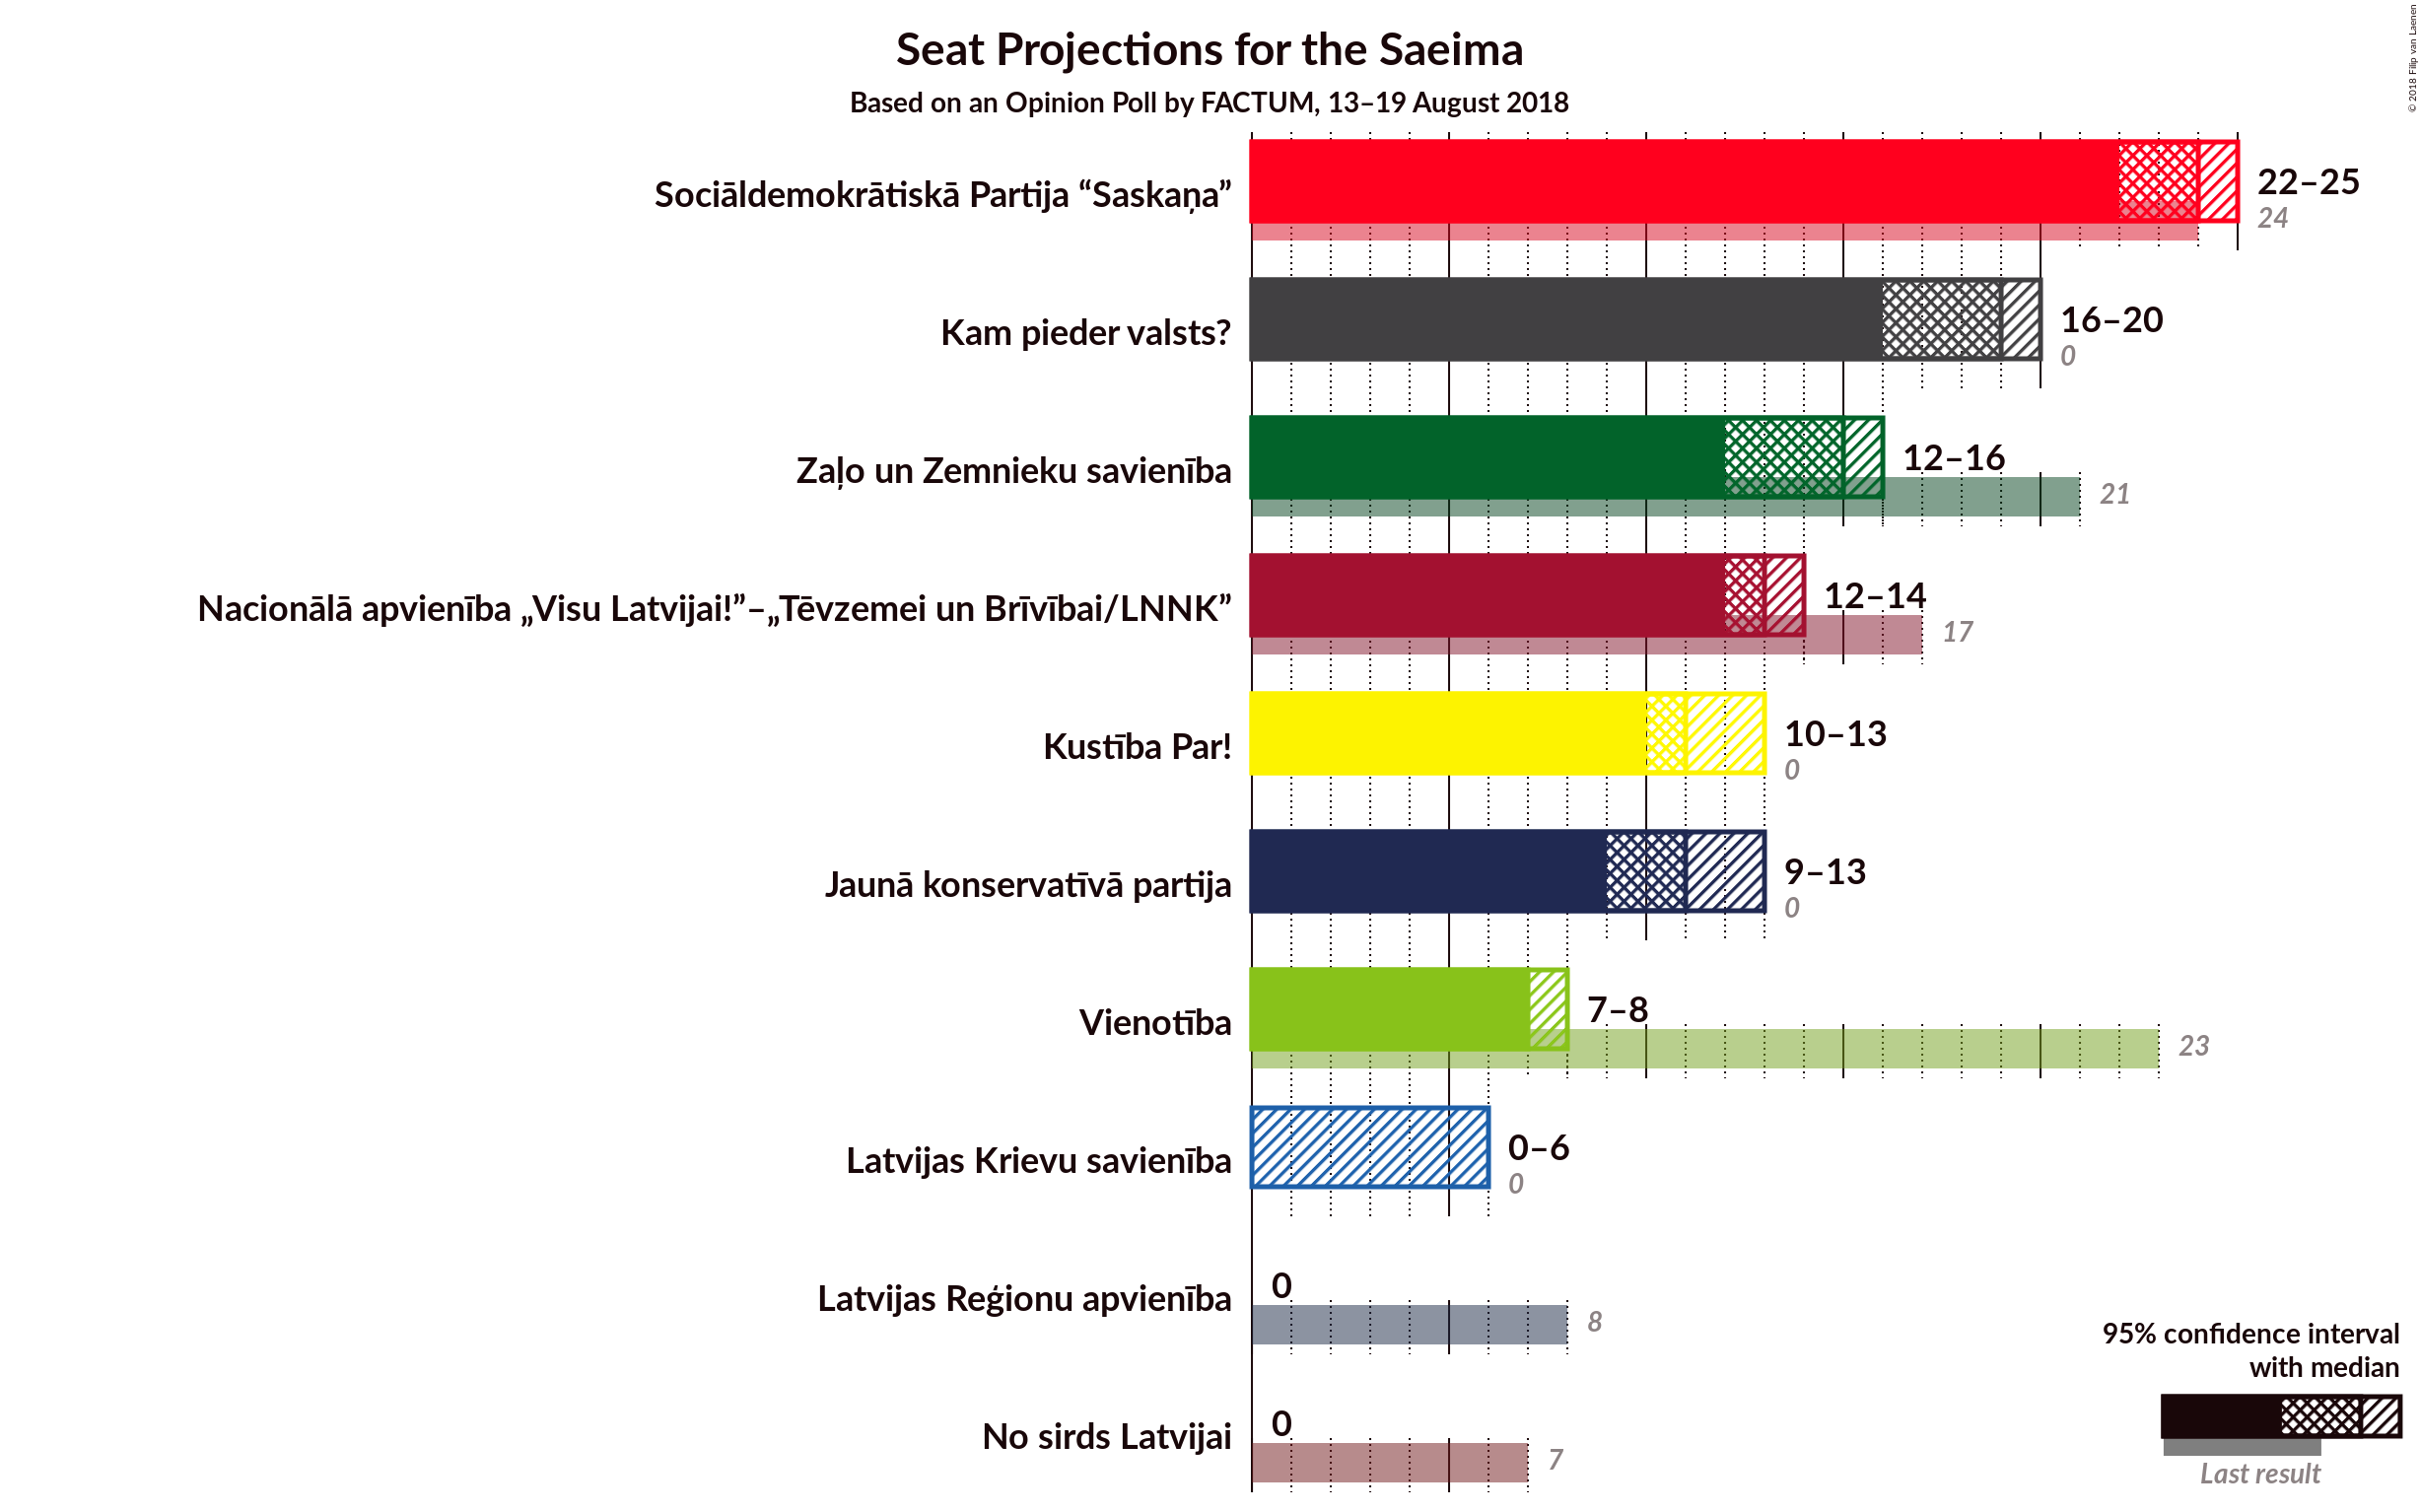 Seat Projections for the Saeima
Based on an Opinion Poll by FACTUM, 13–19 August 2018
© 2018 Filip van Laenen
Sociāldemokrātiskā Partija “Saskaņa”
22–25
24
Kam pieder valsts?
16–20
0
Zaļo un Zemnieku savienība
12–16
21
Nacionālā apvienība „Visu Latvijai!”–„Tēvzemei un Brīvībai/LNNK”
12–14
17
Kustība Par!
10–13
0
Jaunā konservatīvā partija
9–13
0
Vienotība
7–8
23
Latvijas Krievu savienība
0–6
0
Latvijas Reģionu apvienība
0
8
No sirds Latvijai
0
7
95% confidence interval
with median
Last result